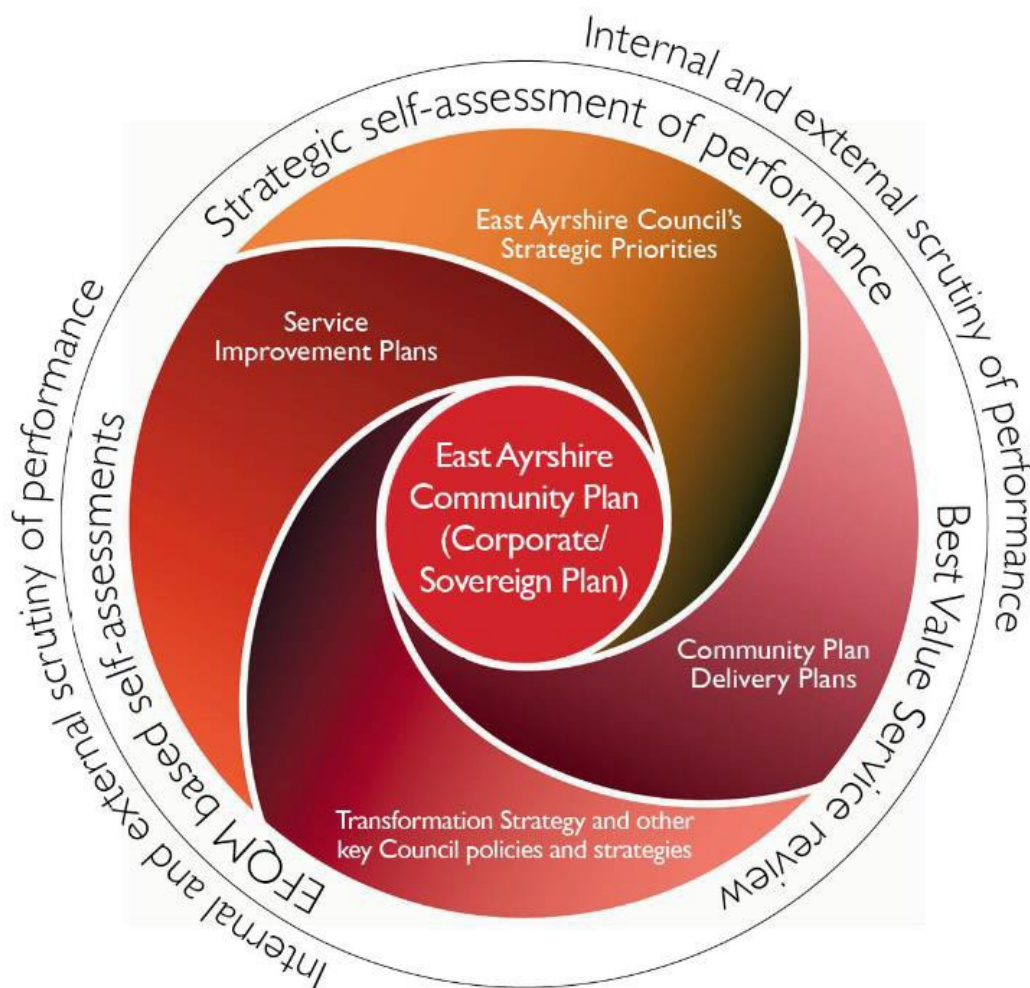 Internal and external scrutiny of performance
Strategic self-assessment of performance
East Ayrshire Council’s
Strategic Priorities
Service
Improvement Plans
East Ayrshire
Community Plan
(Corporate/
Sovereign Plan)
Community Plan
Delivery Plans
Transformation Strategy and other
key Council policies and strategies
Best Value Service review
EFQM based self-assessments
Internal and external scrutiny of performance